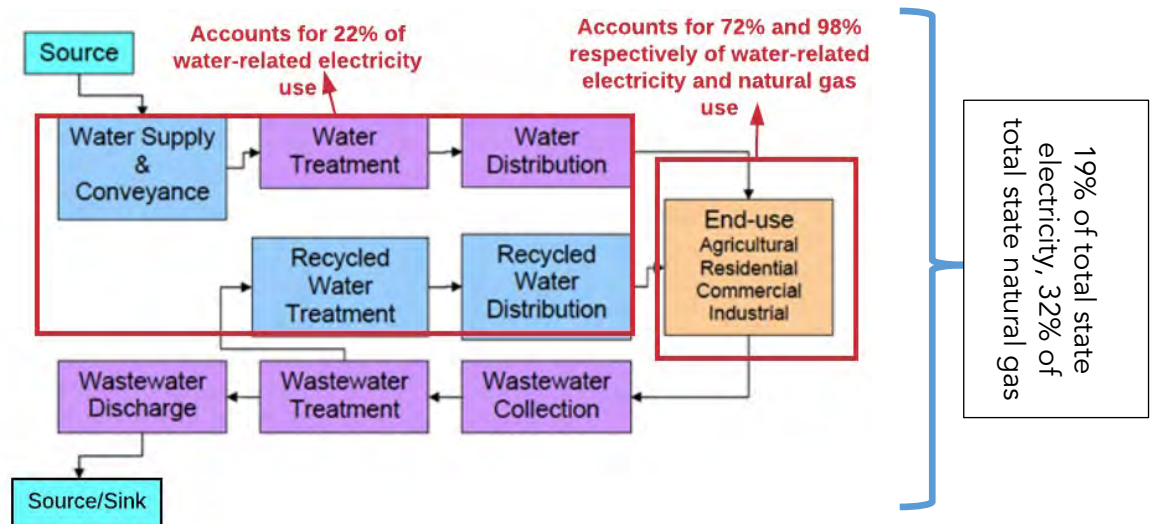 Source
Accounts for 22% of
water-related electricity
use
Accounts for 72% and 98%
respectively of water-related
electricity and natural gas
use
Water Supply
&
Conveyance
Water
Treatment
Water
Distribution
End-use
Agricultural
Residential
Commercial
Industrial
Recycled
Water
Treatment
Recycled
Water
Distribution
Wastewater
Discharge
Wastewater
Treatment
Wastewater
Collection
Source/Sink
19% of total state
electricity, 32% of
total state natural gas